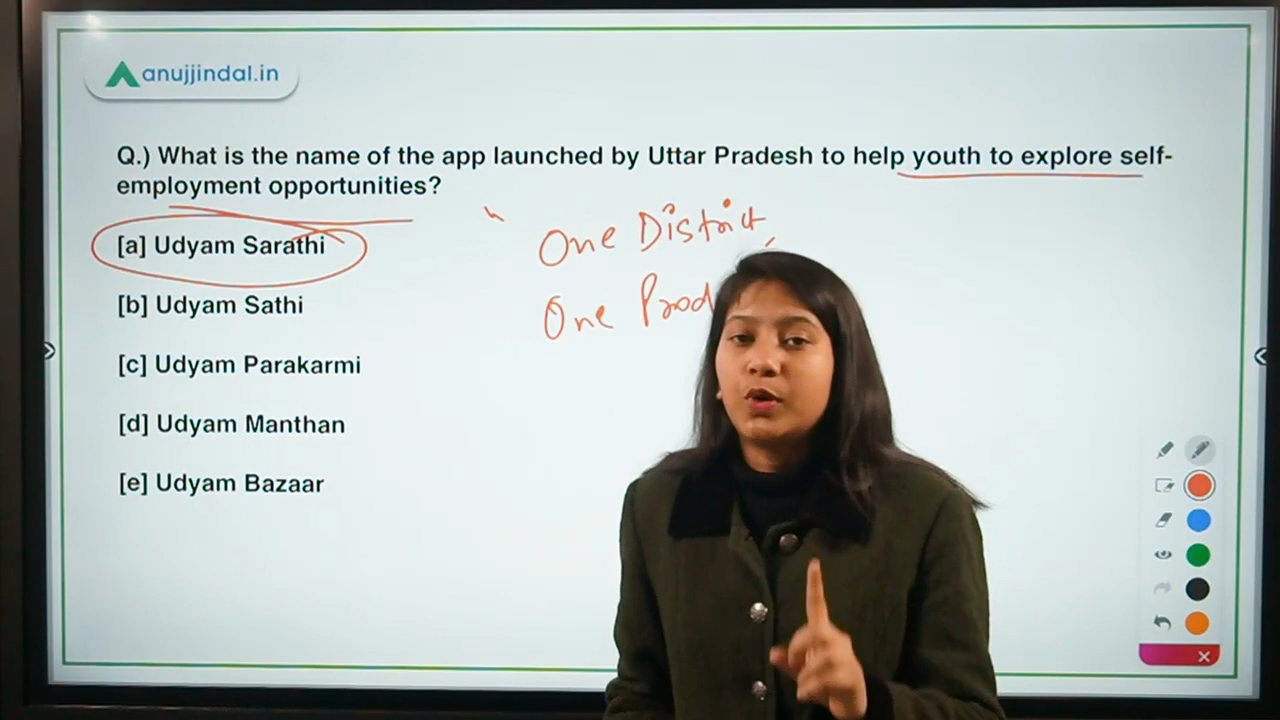 anujjindal.in
Q.) What is the name of the app launched by Uttar Pradesh to help youth to explore self-
employment opportunities?
One District
[a] Udyam Sarathi
One Prod
[b] Udyam Sathi
[c] Udyam Parakarmi
[d] Udyam Manthan
[e] Udyam Bazaar